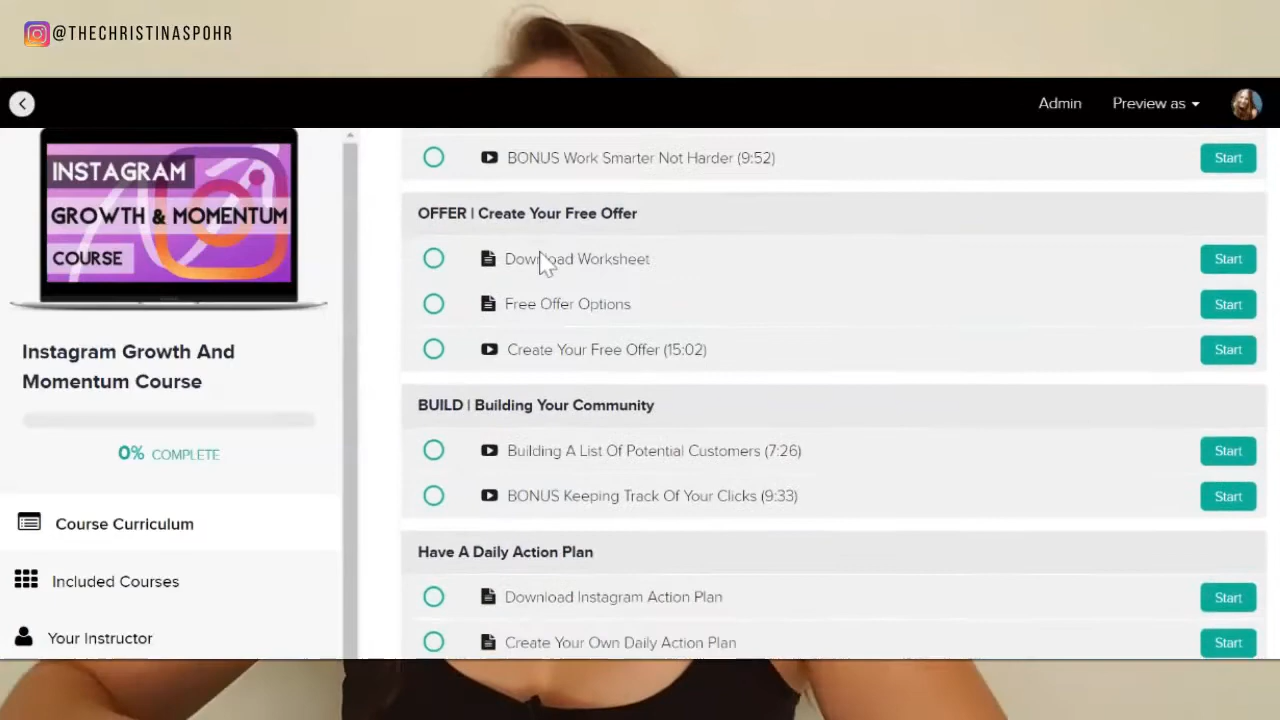 @THECHRISTINASPOHR
Admin
Preview as
INSTAGRAM
GROWTH & MOMENTUM
COURSE
Instagram Growth And
Momentum Course
0% COMPLETE
Course Curriculum
Included Courses
Your Instructor
BONUS Work Smarter Not Harder (9:52)
Start
OFFER | Create Your Free Offer
Download Worksheet
Start
Free Offer Options
Start
Create Your Free Offer (15:02)
Start
BUILD | Building Your Community
Building A List Of Potential Customers (7:26)
Start
BONUS Keeping Track Of Your Clicks (9:33)
Start
Have A Daily Action Plan
Download Instagram Action Plan
Start
Create Your Own Daily Action Plan
Start